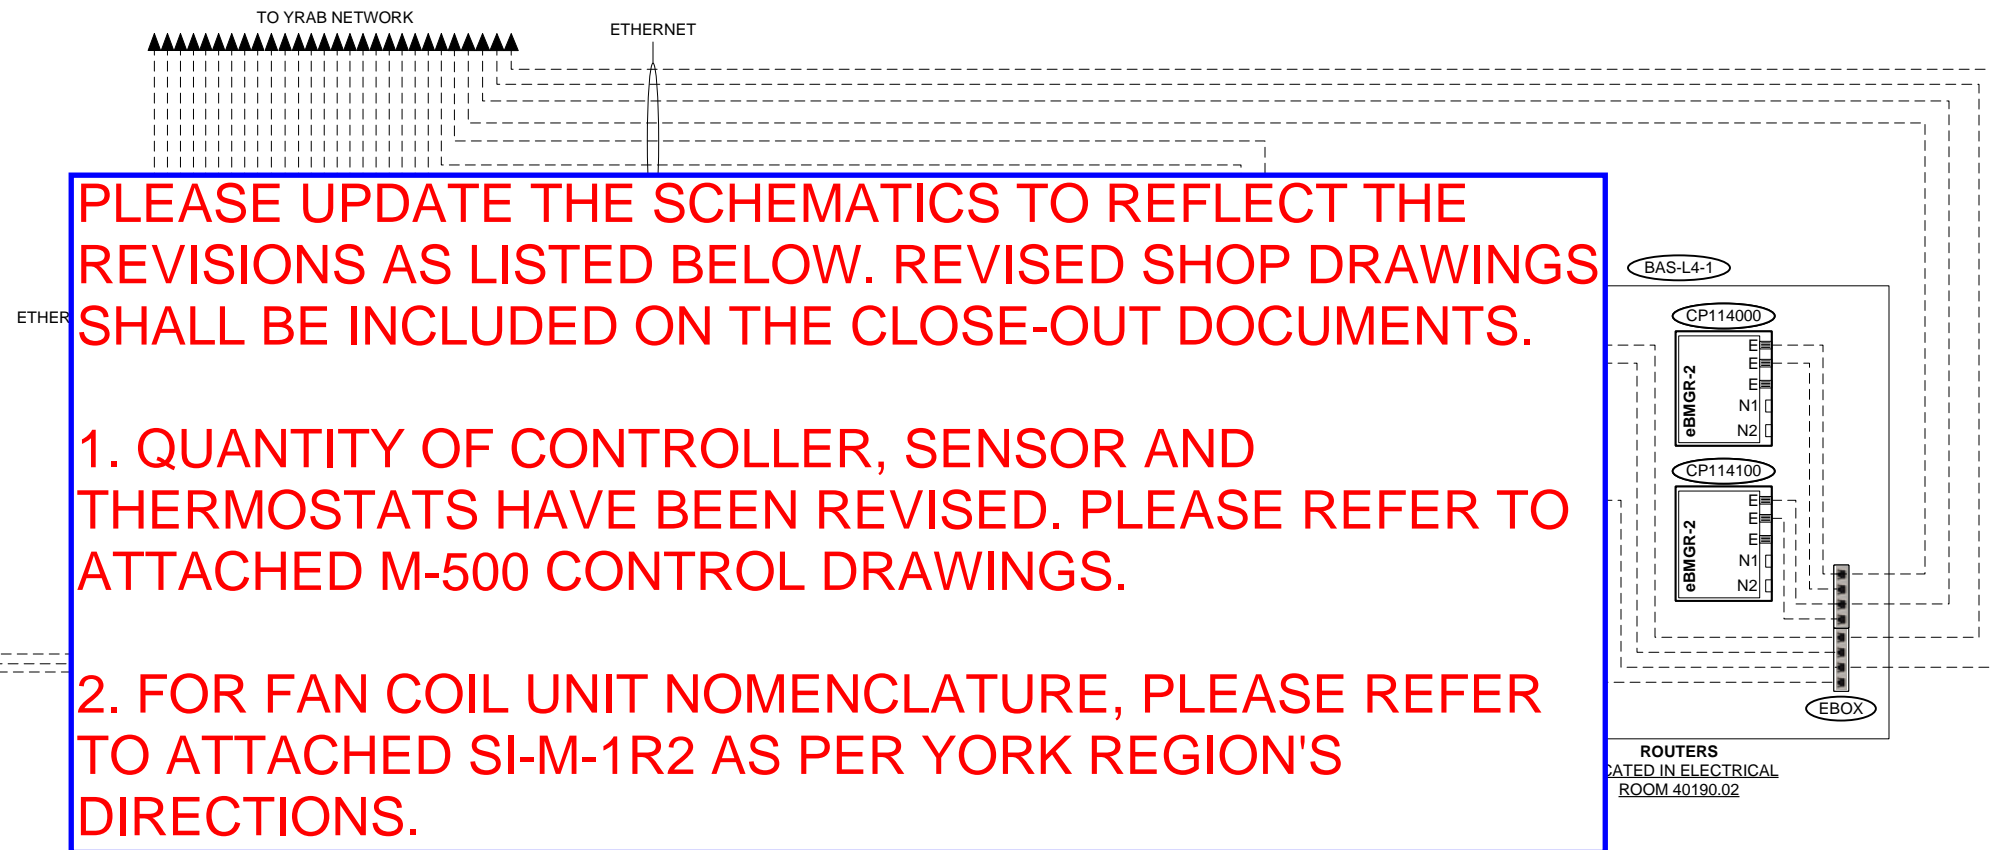 TO YRAB NETWORK
ETHERNET
PLEASE UPDATE THE SCHEMATICS TO REFLECT THE
REVISIONS AS LISTED BELOW. REVISED SHOP DRAWINGS
SHALL BE INCLUDED ON THE CLOSE-OUT DOCUMENTS.
1. QUANTITY OF CONTROLLER, SENSOR AND
THERMOSTATS HAVE BEEN REVISED. PLEASE REFER TO
ATTACHED M-500 CONTROL DRAWINGS.
2. FOR FAN COIL UNIT NOMENCLATURE, PLEASE REFER
TO ATTACHED SI-M-1R2 AS PER YORK REGION'S
DIRECTIONS.
ETHER
BAS-L4-1
CP114000
eBMGR-2
E
E
E
N1
N2
CP114100
eBMGR-2
E
E
E
N1
N2
EBOX
ROUTERS
CATED IN ELECTRICAL
ROOM 40190.02